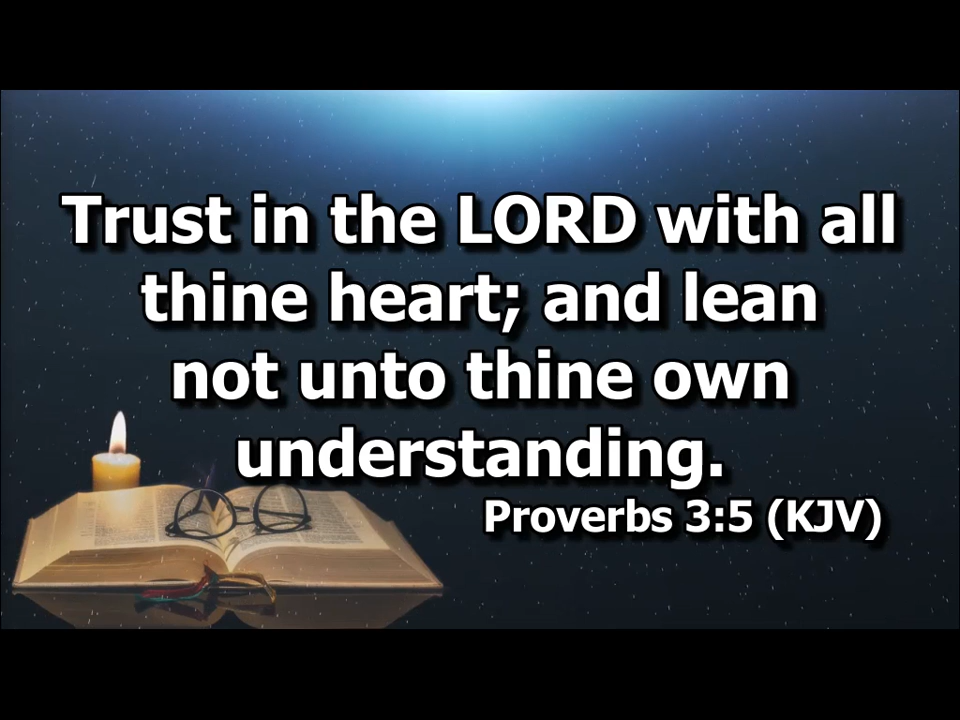 Trust in the LORD with all
thine heart; and lean
not unto thine own
understanding.
Proverbs 3:5 (KJV)